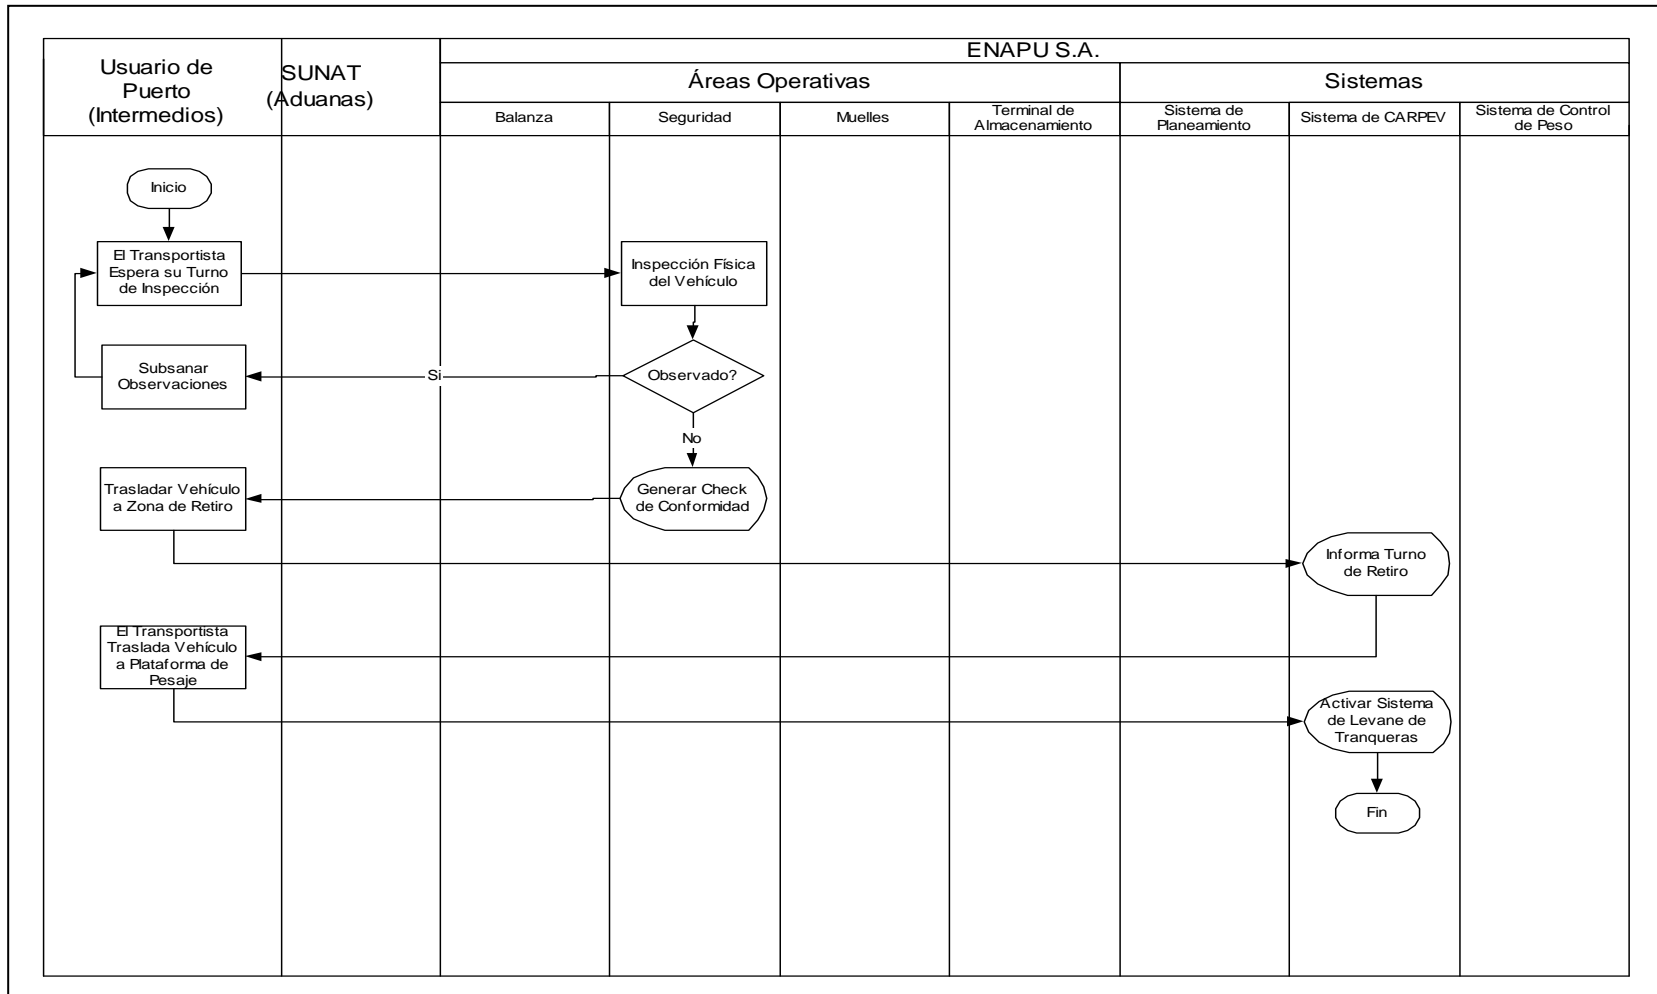 ENAPU S.A.
Usuario de
Puerto
(Intermedios)
SUNAT
(Aduanas)
Áreas Operativas
Sistemas
Balanza
Seguridad
Muelles
Terminal de
Almacenamiento
Sistema de
Planeamiento
Sistema de CARPEV
Sistema de Control
de Peso
Inicio
El Transportista
Espera su Turno
de Inspección
Inspección Física
del Vehículo
Subsanar
Observaciones
Si
Observado?
No
Trasladar Vehículo
a Zona de Retiro
Generar Check
de Conformidad
Informa Turno
de Retiro
El Transportista
Traslada Vehículo
a Plataforma de
Pesaje
Activar Sistema
de Levane de
Tranqueras
Fin